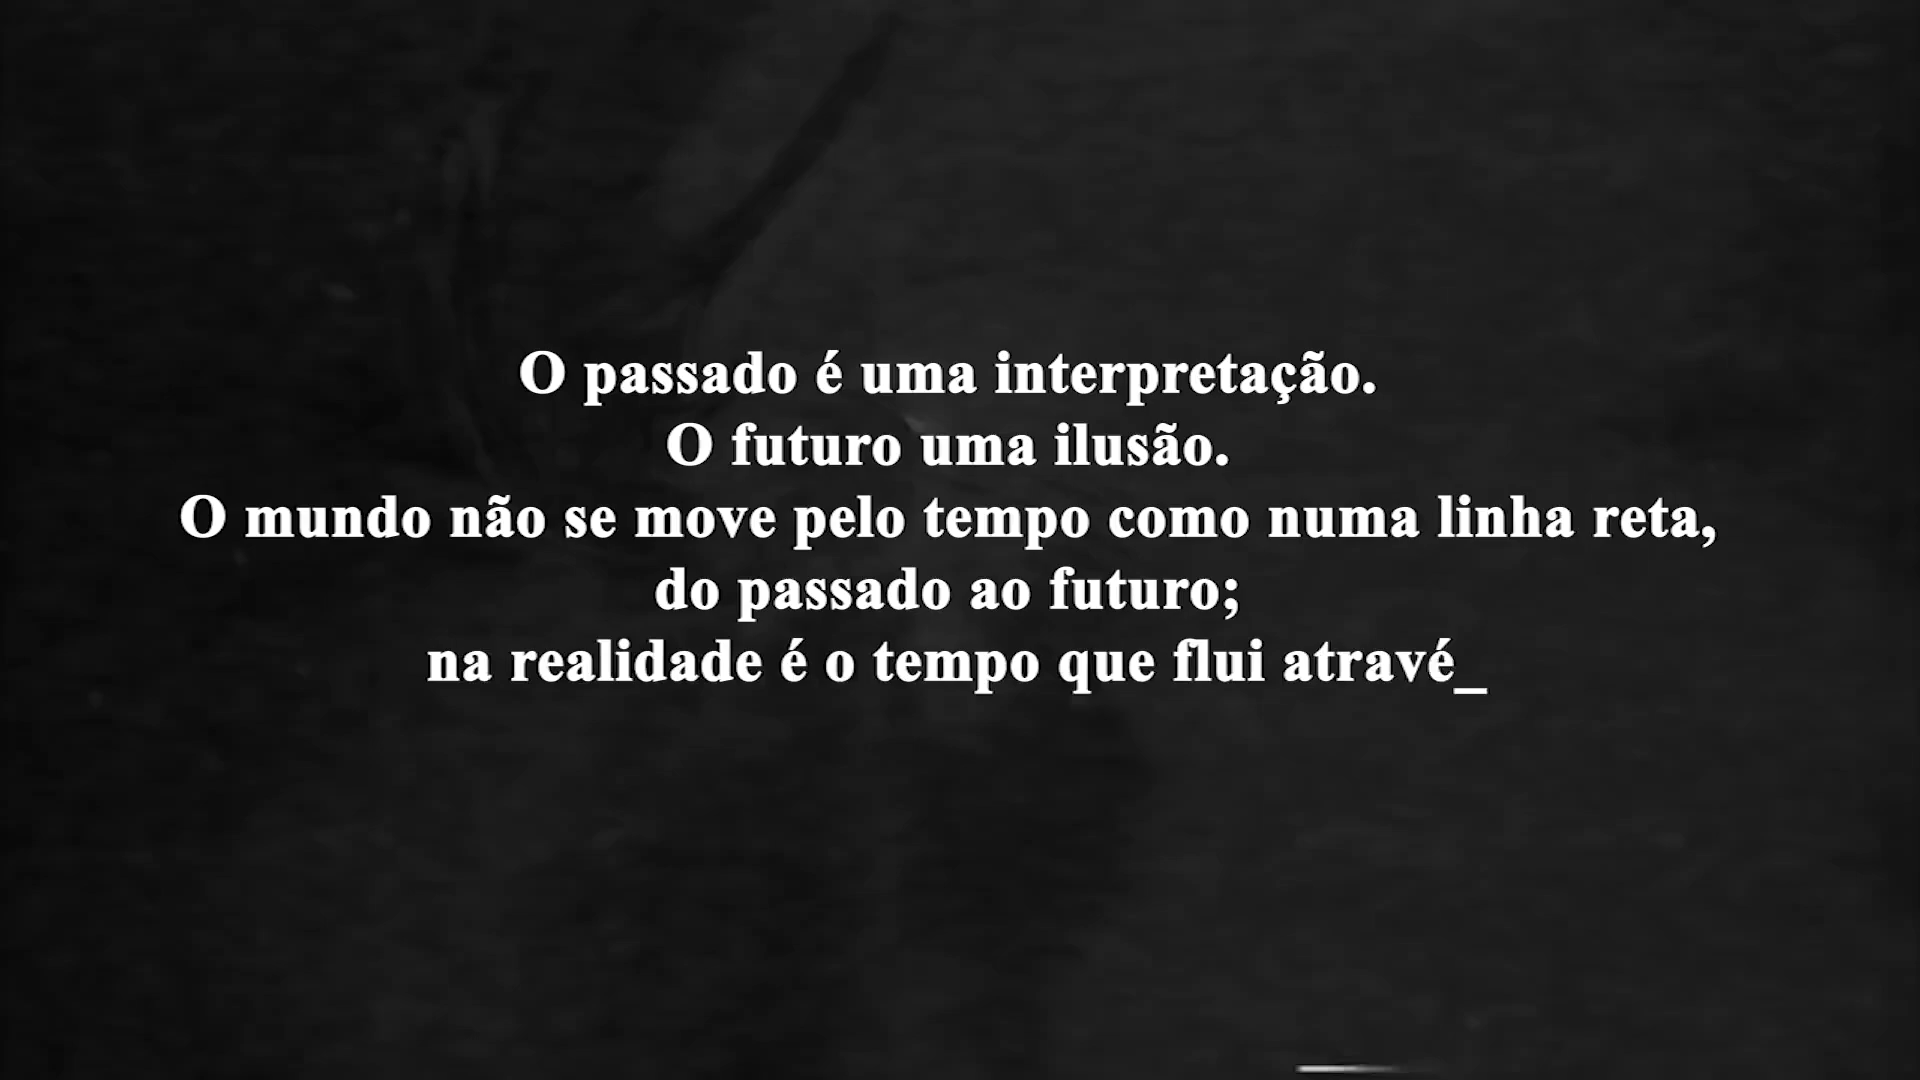 O passado é uma interpretação.
O futuro uma ilusão.
O mundo não se move pelo tempo como numa linha reta,
do passado ao futuro;
na realidade é o tempo que flui atravé_